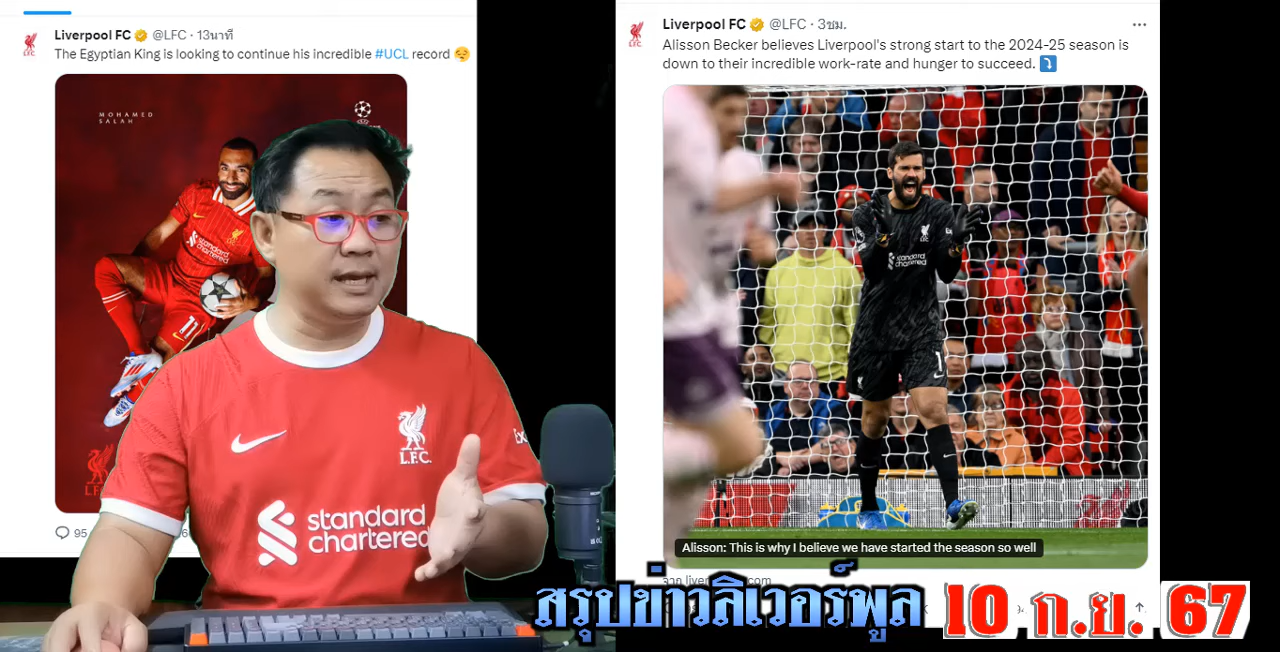 Liverpool FC @LFC · 13นาที
The Egyptian King is looking to continue his incredible #UCL record
MOHAMED
SALAH
standard
chartered
11
L.F.C.
standard
chartered
95
Liverpool FC @LFC · 3ชม.
Alisson Becker believes Liverpool's strong start to the 2024-25 season is
down to their incredible work-rate and hunger to succeed.
standard
chartered
1
Alisson: This is why I believe we have started the season so well
สรุปข่าวลิเวอร์พูล 10 ก.ย. 67